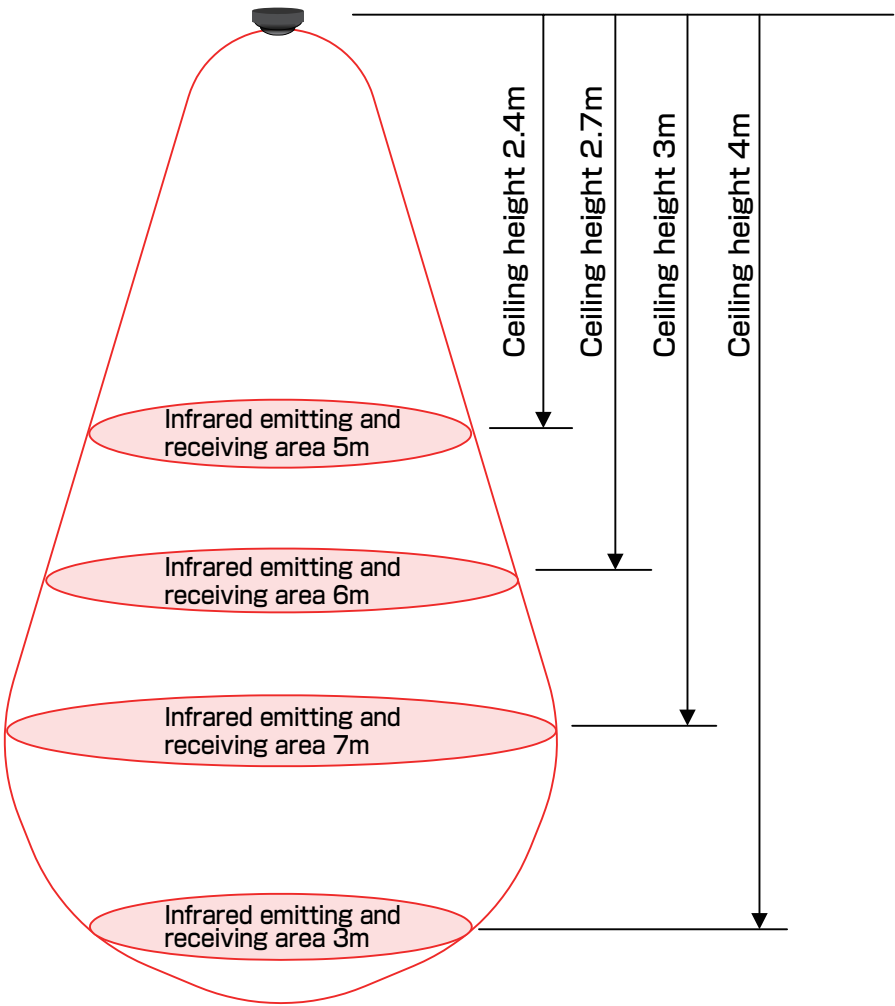 Ceiling height 2.4m
Ceiling height 2.7m
Ceiling height 3m
Ceiling height 4m
Infrared emitting and
receiving area 5m
Infrared emitting and
receiving area 6m
Infrared emitting and
receiving area 7m
Infrared emitting and
receiving area 3m